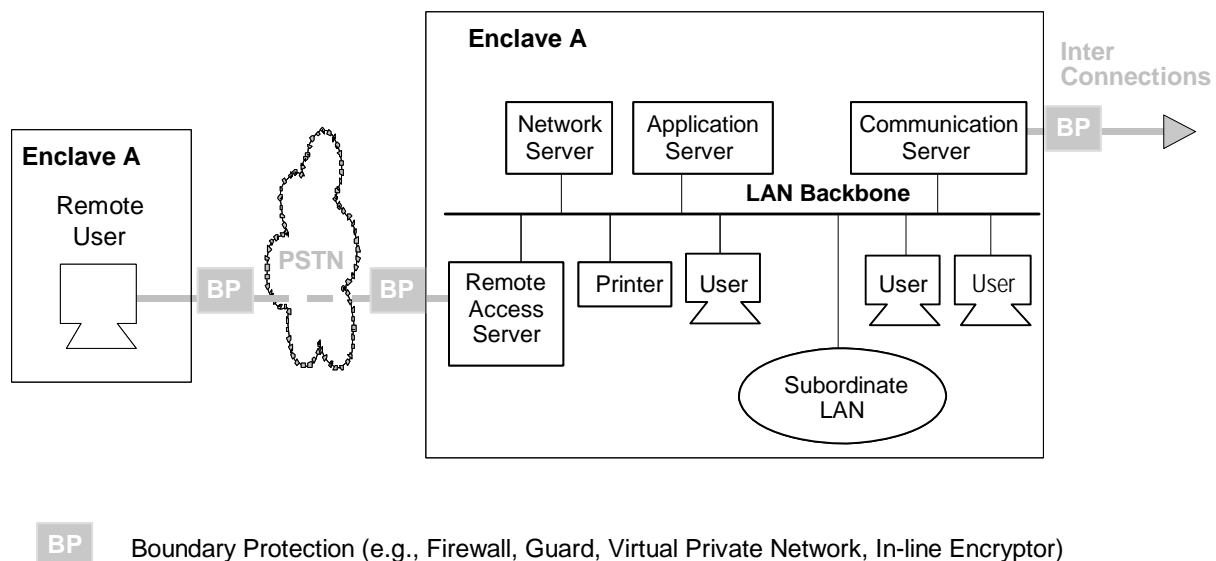 Enclave A
Inter
Connections
Network
Server
Application
Server
Communication
Server
BP
Enclave A
Remote
User
LAN Backbone
PSTN
BP
BP
Remote
Access
Server
Printer
User
User
User
Subordinate
LAN
BP
Boundary Protection (e.g., Firewall, Guard, Virtual Private Network, In-line Encryptor)